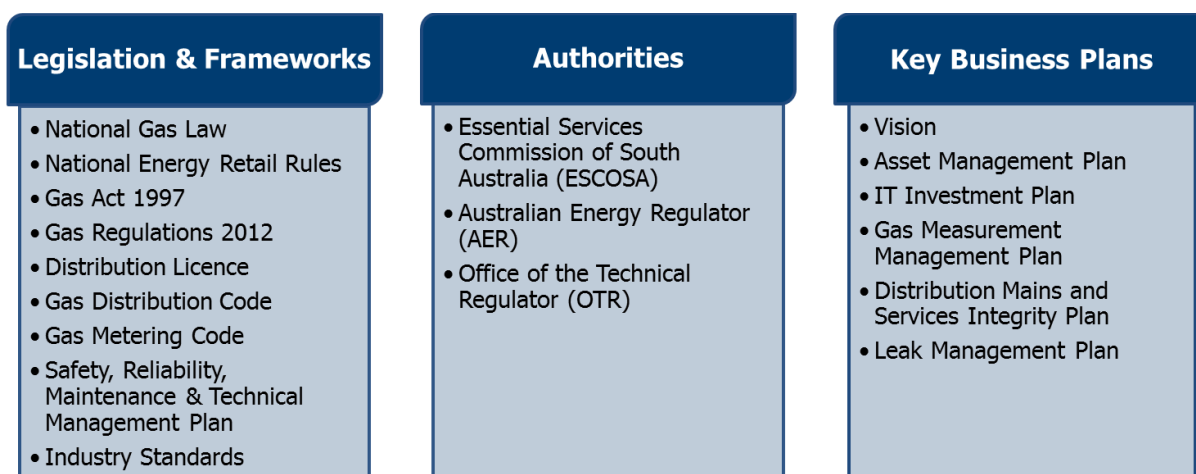 Legislation & Frameworks
• National Gas Law
• National Energy Retail Rules
• Gas Act 1997
• Gas Regulations 2012
• Distribution Licence
• Gas Distribution Code
• Gas Metering Code
• Safety, Reliability,
Maintenance & Technical
Management Plan
• Industry Standards
Authorities
• Essential Services
Commission of South
Australia (ESCOSA)
• Australian Energy Regulator
(AER)
• Office of the Technical
Regulator (OTR)
Key Business Plans
• Vision
• Asset Management Plan
• IT Investment Plan
• Gas Measurement
Management Plan
• Distribution Mains and
Services Integrity Plan
• Leak Management Plan